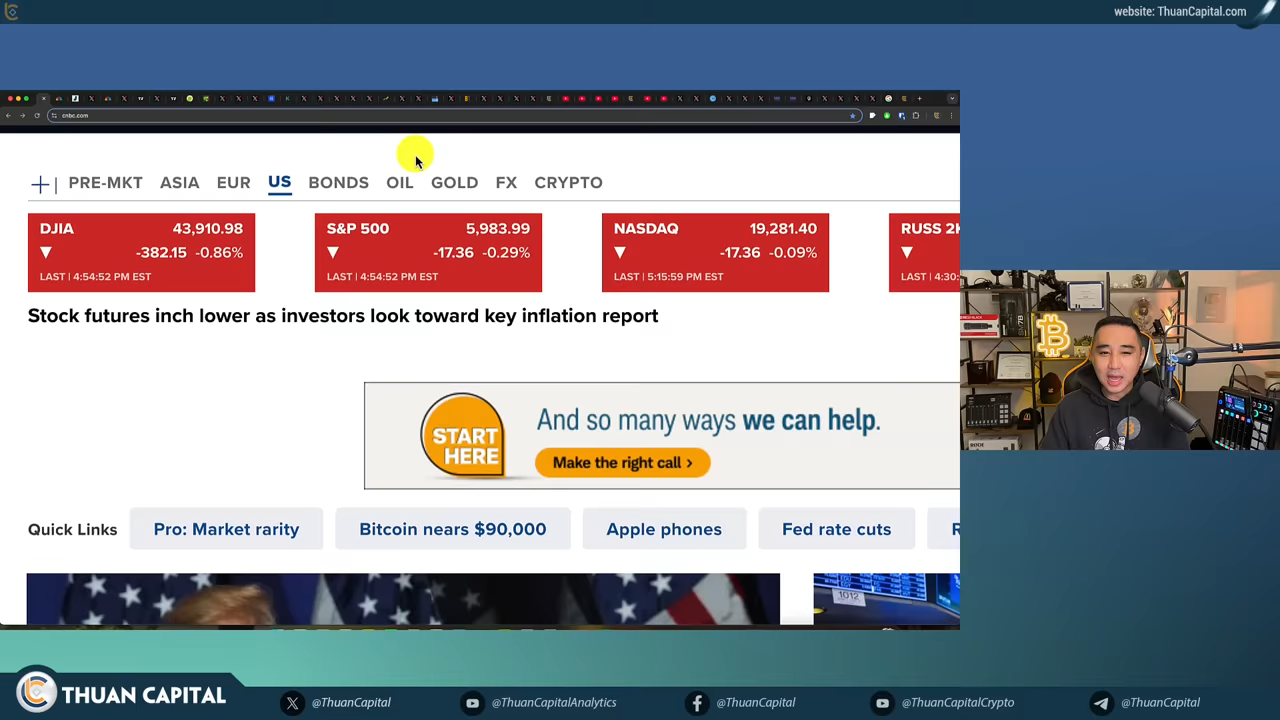 website: ThuanCapital.com
cnbc.com
PRE-MKT ASIA EUR US BONDS OIL GOLD FX CRYPTO
DJIA 43,910.98
-382.15 -0.86%
LAST | 4:54:52 PM EST
S&P 500 5,983.99
-17.36 -0.29%
LAST | 4:54:52 PM EST
NASDAQ 19,281.40
-17.36 -0.09%
LAST | 5:15:59 PM EST
RUSS 2K
LAST | 4:30:
Stock futures inch lower as investors look toward key inflation report
START
HERE
And so many ways we can help.
Make the right call >
Quick Links
Pro: Market rarity
Bitcoin nears $90,000
Apple phones
Fed rate cuts
1012
RODE
THUAN CAPITAL
@ThuanCapital
@ThuanCapitalAnalytics
@ThuanCapital
@ThuanCapitalCrypto
@ThuanCapital